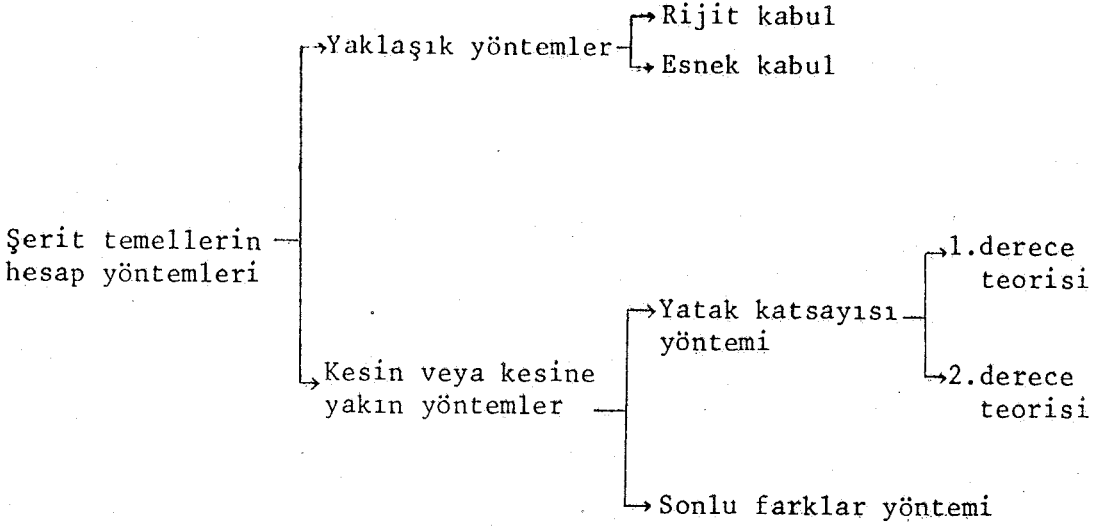 Rijit kabul
Yaklaşık yöntemler
Esnek kabul
Şerit temellerin
hesap yöntemleri
1.derece
teorisi
Yatak katsayısı
yöntemi
Kesin veya kesine
yakın yöntemler
2.derece
teorisi
Sonlu farklar yöntemi